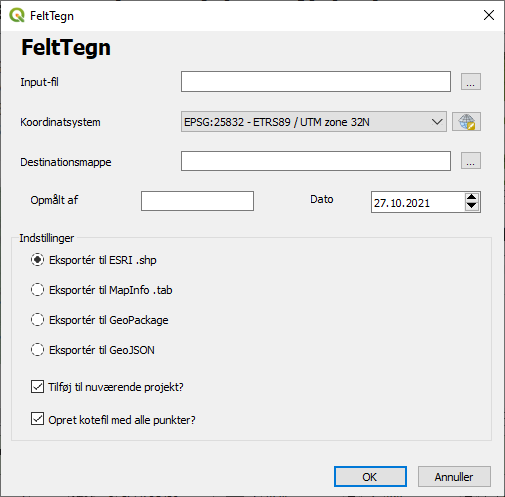 FeltTegn
FeltTegn
Input-fil
...
Koordinatsystem
EPSG:25832 - ETRS89 / UTM zone 32N
Destinationsmappe
...
Opmålt af
Dato
27.10.2021
Indstillinger
Eksportér til ESRI .shp
Eksportér til MapInfo .tab
Eksportér til GeoPackage
Eksportér til GeoJSON
Tilføj til nuværende projekt?
Opret kotefil med alle punkter?
OK
Annuller